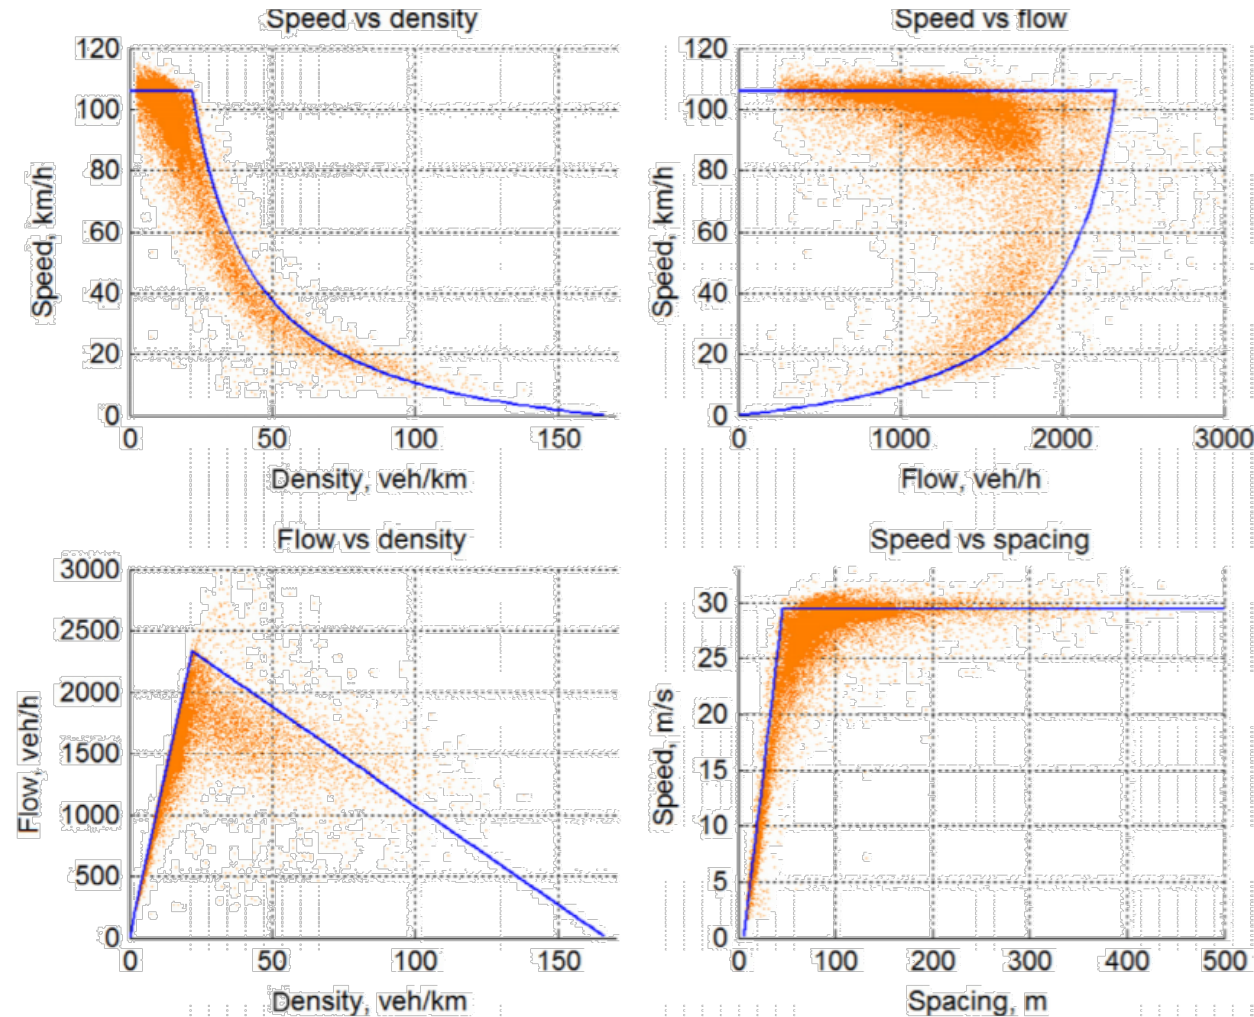 Speed vs density
120
100
80
60
40
20
0
Speed, km/h
0 50 100 150
Density, veh/km
Speed vs flow
120
100
80
60
40
20
0
Speed, km/h
0 1000 2000 3000
Flow, veh/h
Flow vs density
3000
2500
2000
1500
1000
500
0
Flow, veh/h
0 50 100 150
Density, veh/km
Speed vs spacing
30
25
20
15
10
5
0
Speed, m/s
0 100 200 300 400 500
Spacing, m